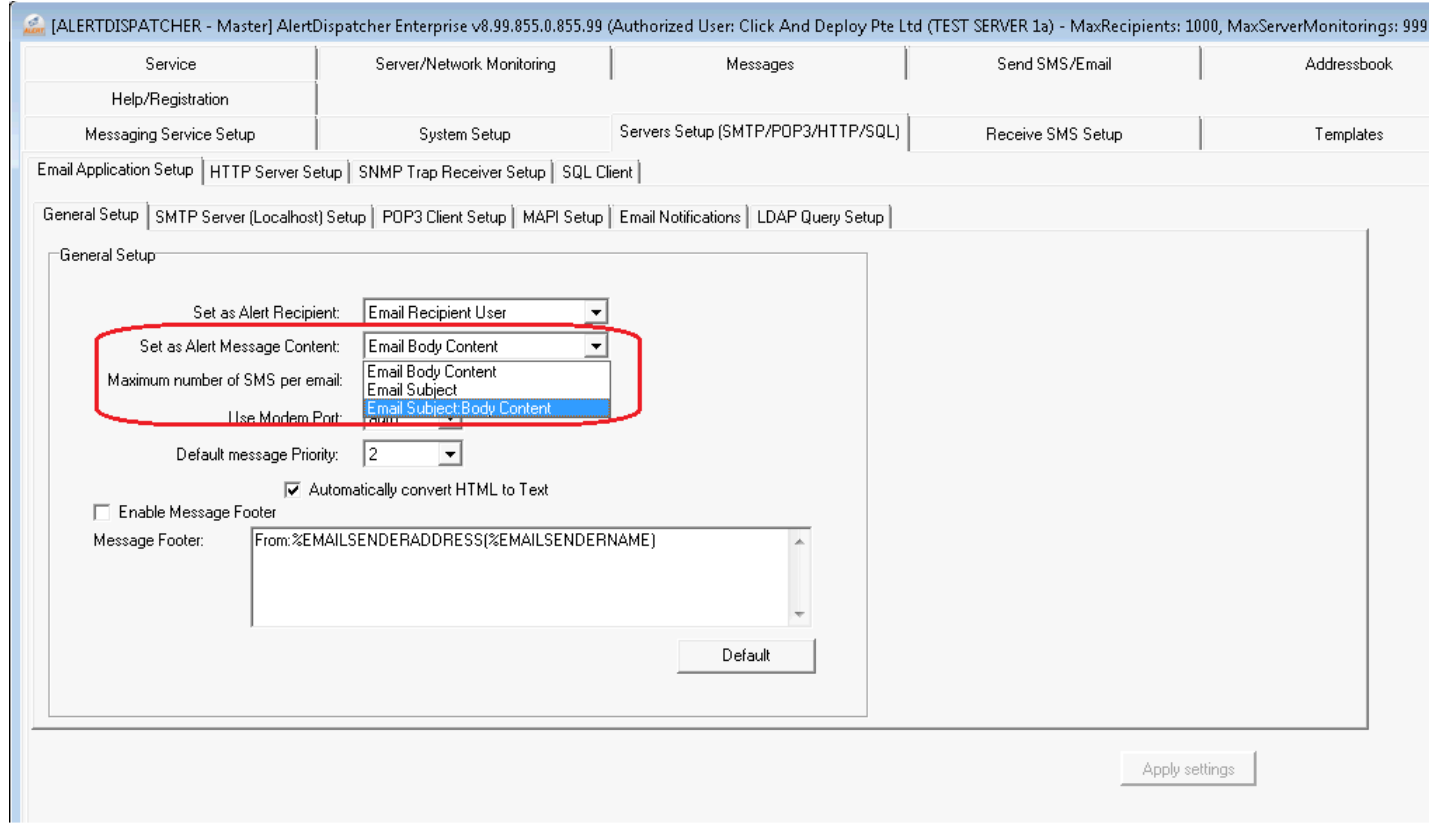 [ALERTDISPATCHER - Master] AlertDispatcher Enterprise v8.99.855.0.855.99 (Authorized User: Click And Deploy Pte Ltd (TEST SERVER 1a) - MaxRecipients: 1000, MaxServerMonitorings: 999
Service Server/Network Monitoring Messages Send SMS/Email Addressbook
Help/Registration
Messaging Service Setup System Setup Servers Setup (SMTP/POP3/HTTP/SQL) Receive SMS Setup Templates
Email Application Setup HTTP Server Setup SNMP Trap Receiver Setup SQL Client
General Setup SMTP Server (Localhost) Setup POP3 Client Setup MAPI Setup Email Notifications LDAP Query Setup
General Setup
Set as Alert Recipient: Email Recipient User
Set as Alert Message Content: Email Body Content
Email Body Content
Maximum number of SMS per email:
Email Subject
Email Subject:Body Content
Use Modem Port:
Default message Priority: 2
Automatically convert HTML to Text
Enable Message Footer
Message Footer: From:%EMAILSENDERADDRESS(%EMAILSENDERNAME)
Default
Apply settings